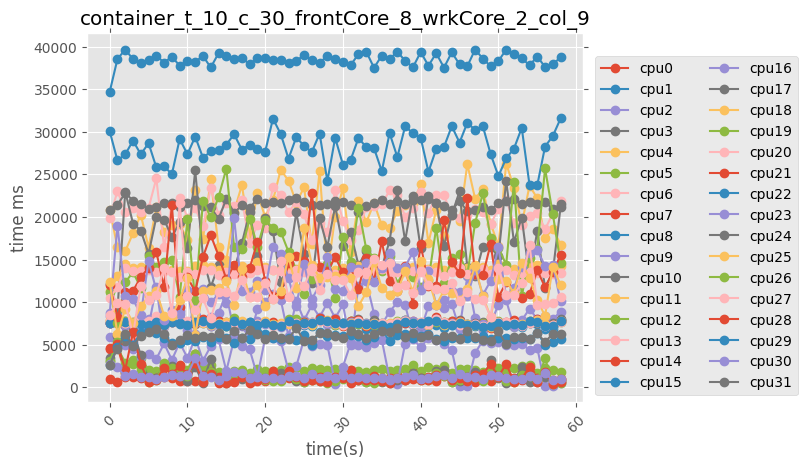 container_t_10_c_30_frontCore_8_wrkCore_2_col_9
40000
35000
30000
25000
20000
15000
10000
5000
0
time ms
0 10 20 30 40 50 60
time(s)
cpu0 cpu16
cpu1 cpu17
cpu2 cpu18
cpu3 cpu19
cpu4 cpu20
cpu5 cpu21
cpu6 cpu22
cpu7 cpu23
cpu8 cpu24
cpu9 cpu25
cpu10 cpu26
cpu11 cpu27
cpu12 cpu28
cpu13 cpu29
cpu14 cpu30
cpu15 cpu31